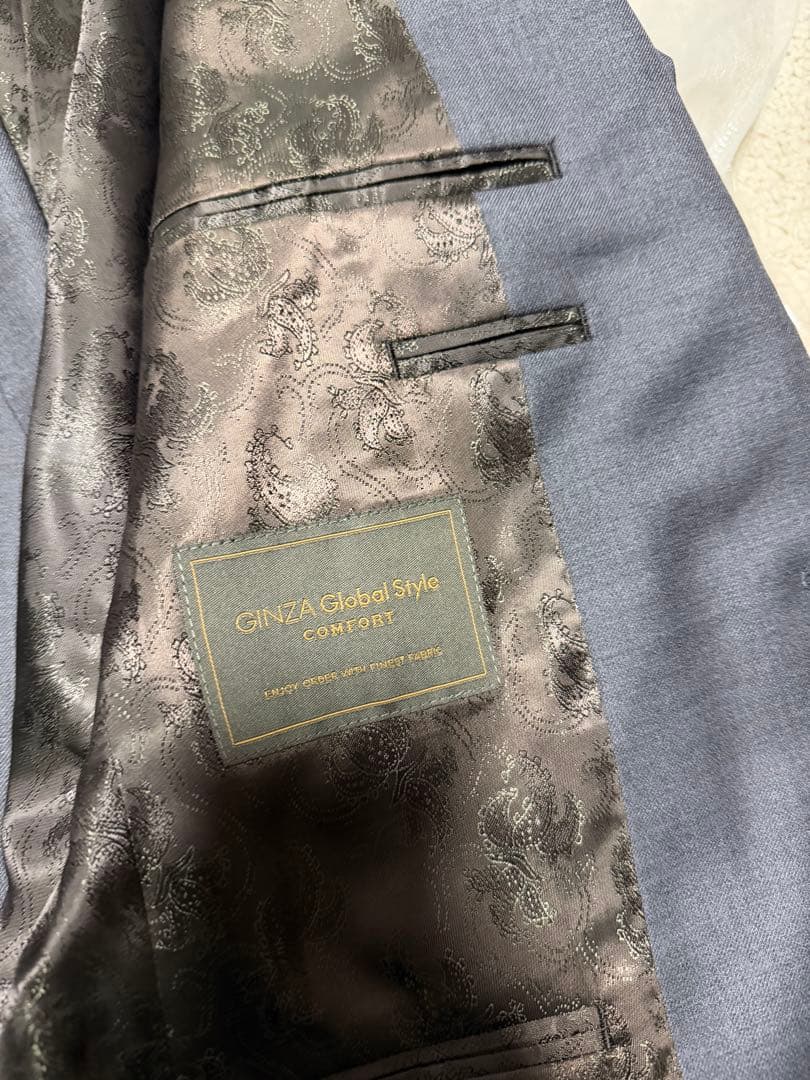 GINZA Global Style
COMFORT
ENJOY ORDER WITH FINEST FABRIC